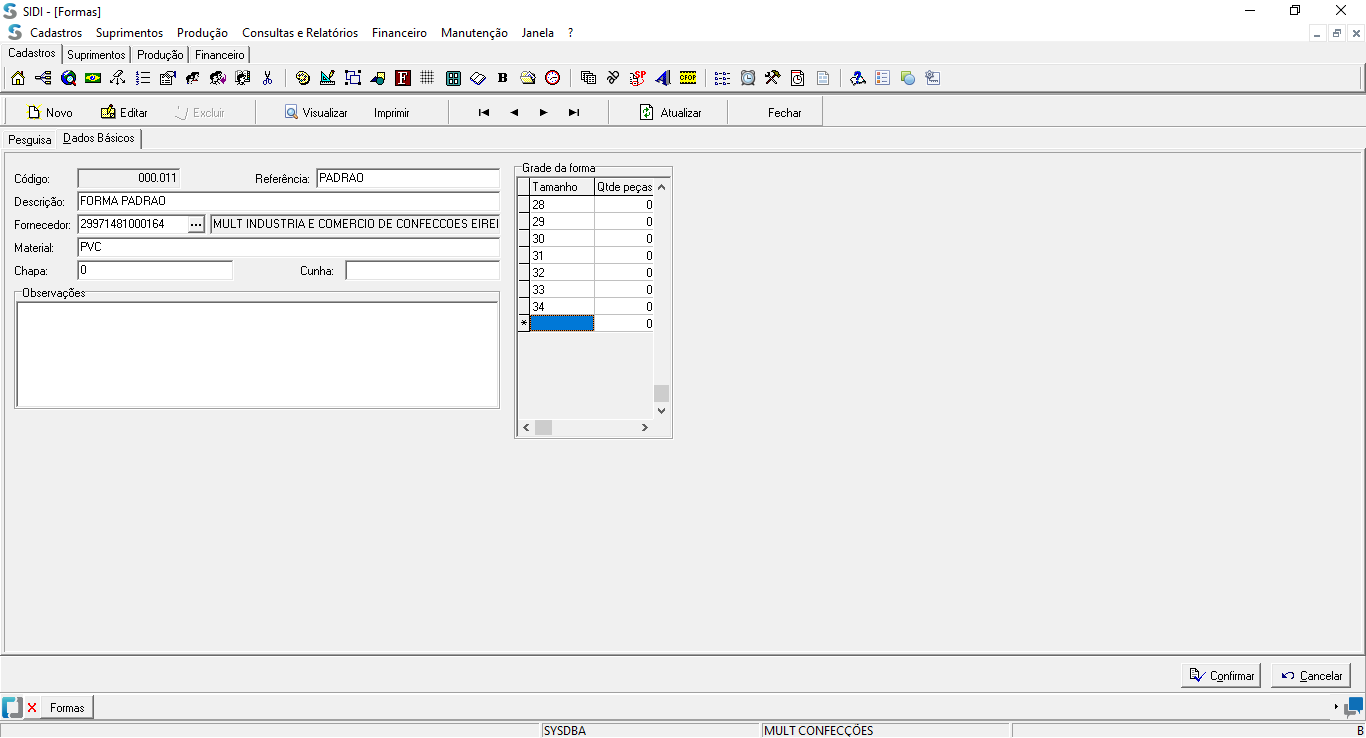 SIDI - [Formas]
Cadastros Suprimentos Produção Consultas e Relatórios Financeiro Manutenção Janela ?
Cadastros Suprimentos Produção Financeiro
F B SP CFOP
Novo Editar Excluir Visualizar Imprimir Atualizar Fechar
Pesquisa Dados Básicos
Código: 000.011 Referência: PADRAO
Descrição: FORMA PADRAO
Fornecedor: 29971481000164 ... MULT INDUSTRIA E COMERCIO DE CONFECCOES EIREI
Material: PVC
Chapa: 0 Cunha:
Observações
Grade da forma
Tamanho Qtde peças
28 0
29 0
30 0
31 0
32 0
33 0
34 0
* 0
Confirmar Cancelar
Formas
SYSDBA MULT CONFECÇÕES B